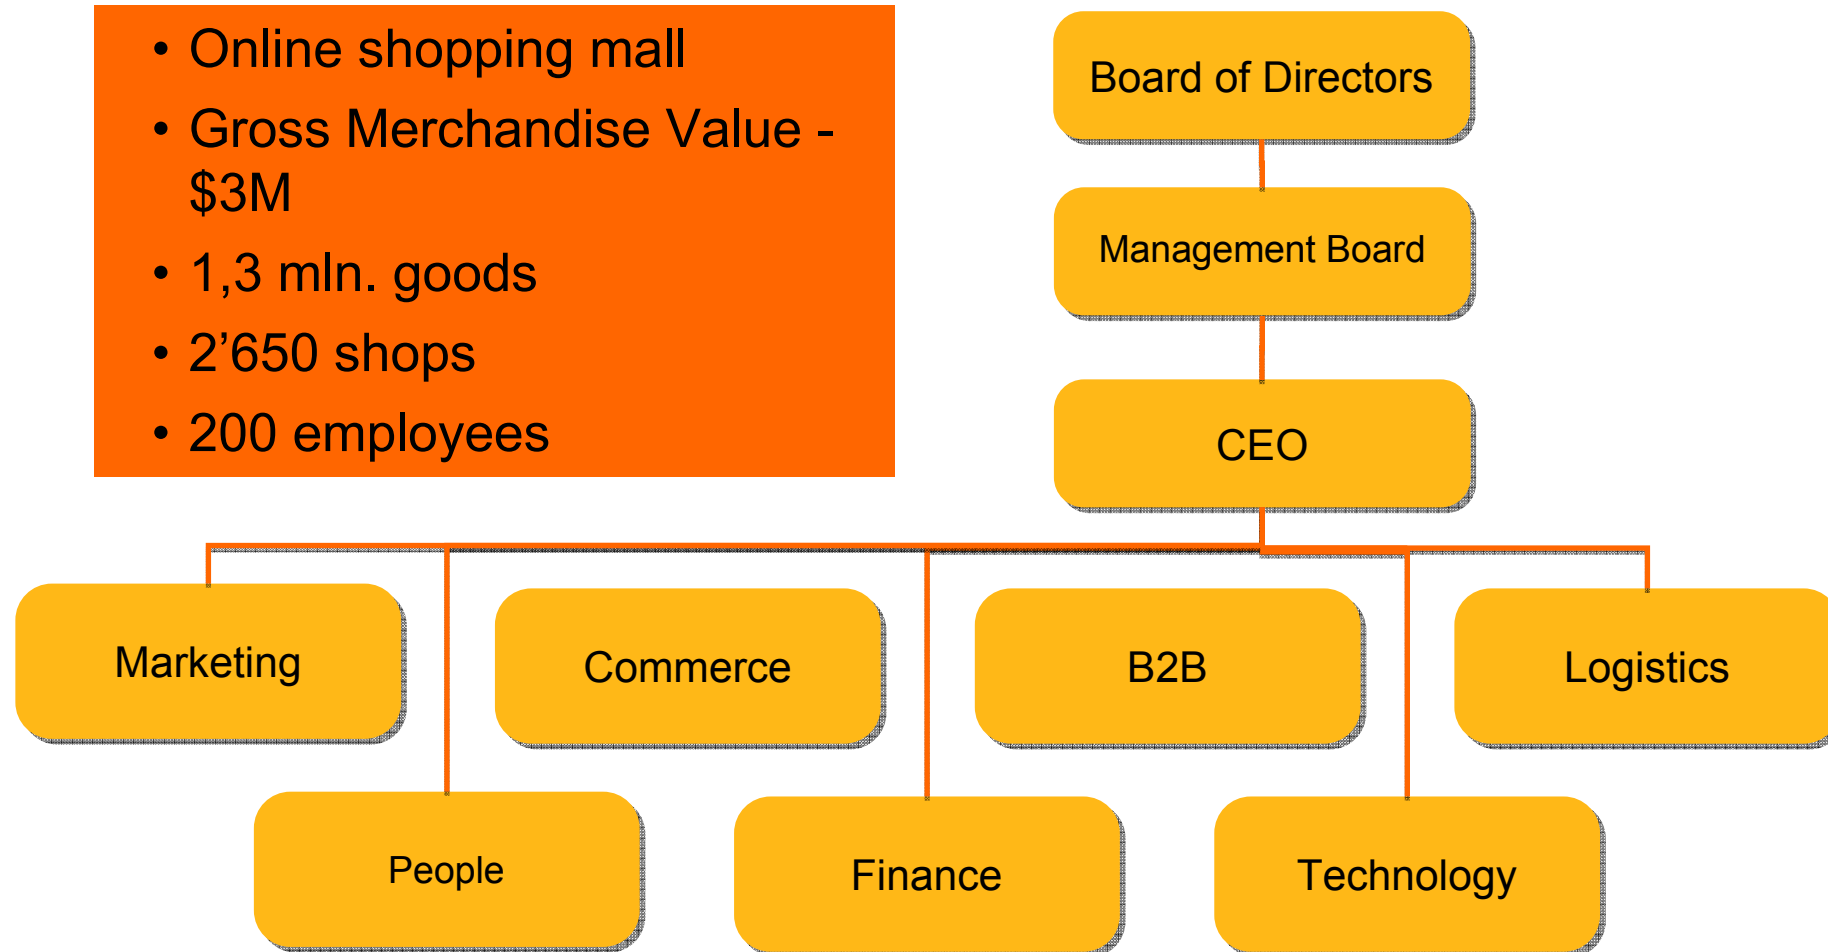 • Online shopping mall
• Gross Merchandise Value -
$3M
• 1,3 mln. goods
• 2’650 shops
• 200 employees
Board of Directors
Management Board
CEO
Marketing
Commerce
B2B
Logistics
People
Finance
Technology